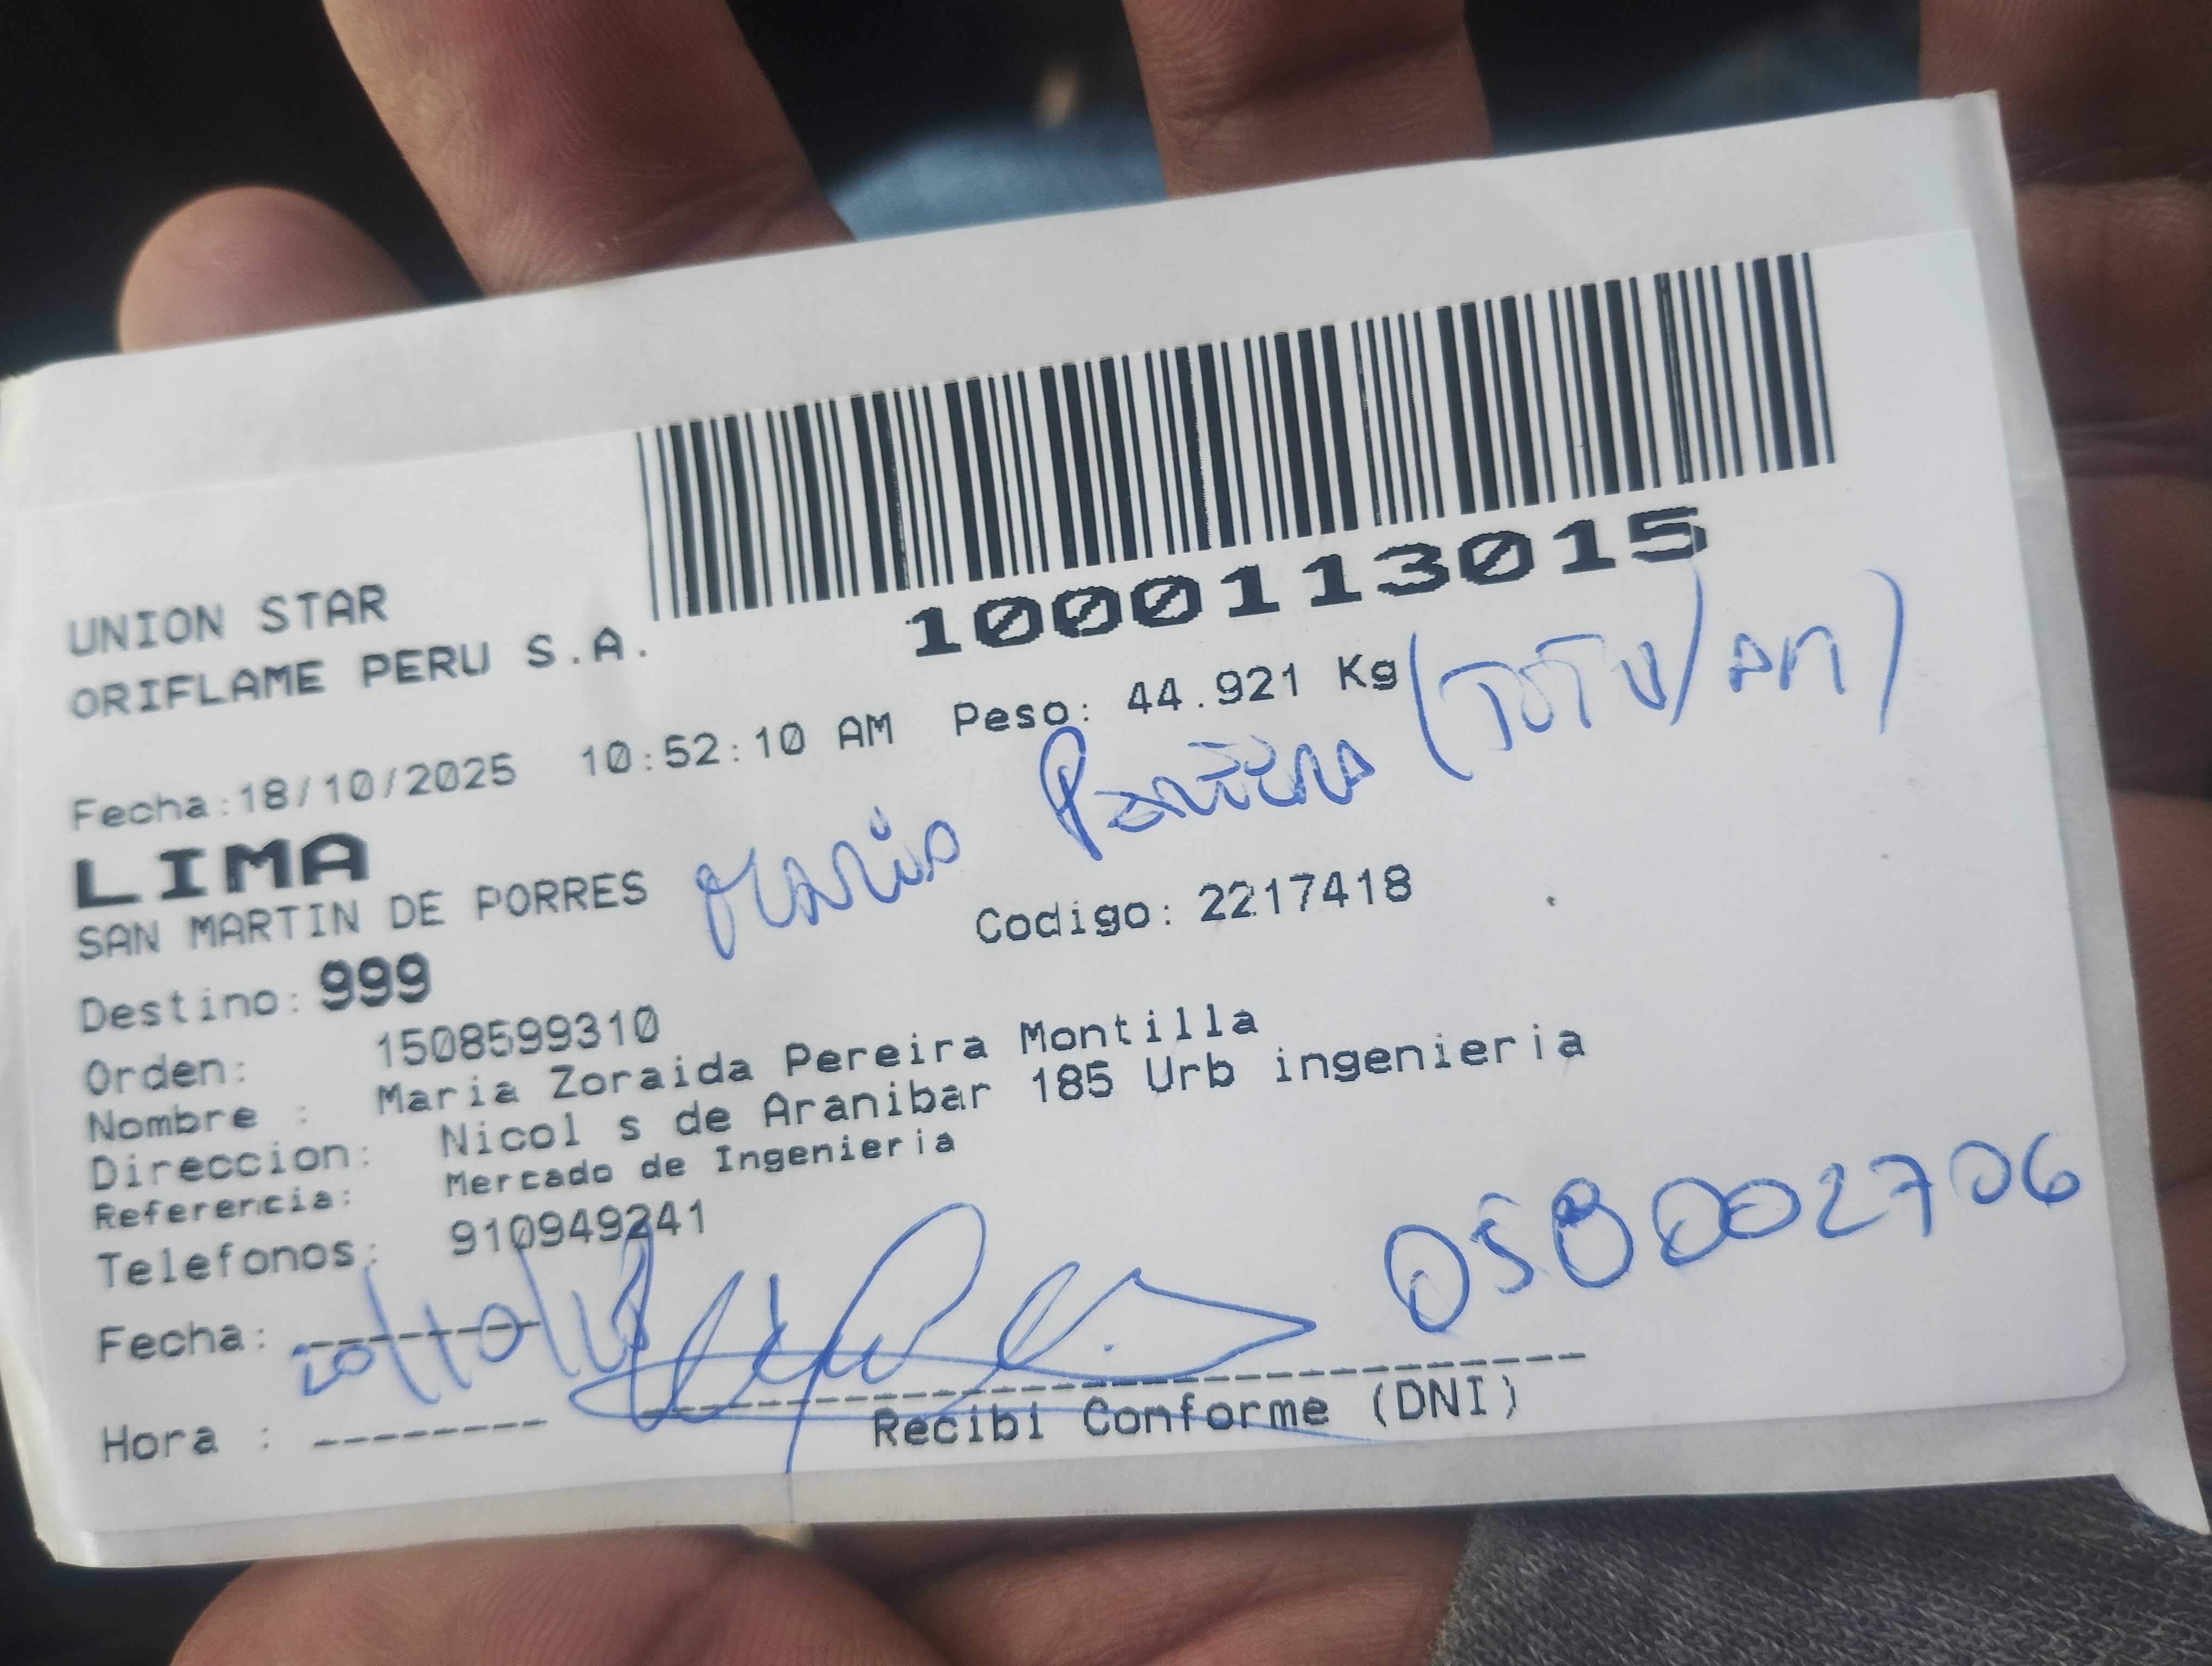 UNION STAR
ORIFLAME PERU S.A.
1000113015
Fecha:18/10/2025 10:52:10 AM Peso: 44.921 Kg
LIMA
SAN MARTIN DE PORRES
Destino: 999 Codigo: 2217418
Orden: 1508599310
Nombre : Maria Zoraida Pereira Montilla
Direccion: Nicol s de Aranibar 185 Urb ingenieria
Referencia: Mercado de Ingenieria
Telefonos: 910949241
Fecha: 20/10/
Hora :
Recibi Conforme (DNI)